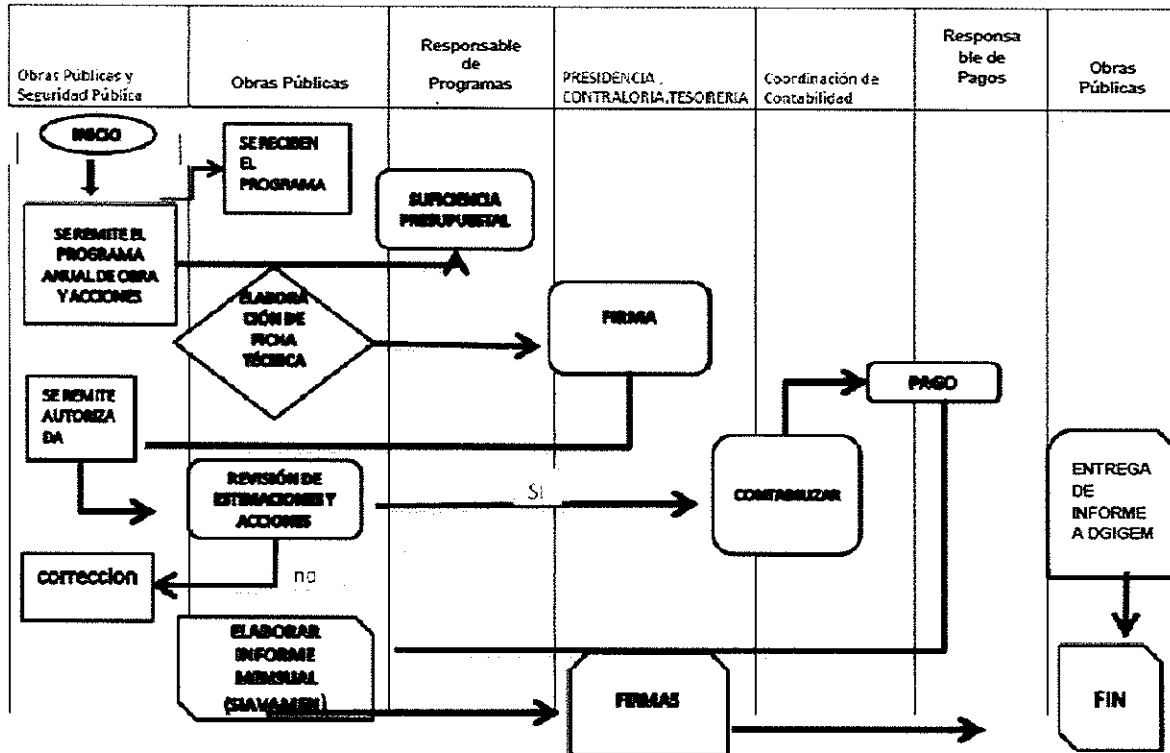 Obras Públicas y
Seguridad Pública
Obras Públicas
Responsable
de
Programas
PRESIDENCIA ,
CONTRALORIA,TESORERIA
Coordinación de
Contabilidad
Responsa
ble de
Pagos
Obras
Públicas
INICIO
SE RECIBEN
EL
PROGRAMA
SUFICIENCIA
PRESUPUESTAL
SE REMITE EL
PROGRAMA
ANUAL DE OBRA
Y ACCIONES
ELABORA
CIÓN DE
FICHA
TÉCNICA
FIRMA
PAGO
SE REMITE
AUTORIZA
DA
REVISIÓN DE
ESTIMACIONES Y
ACCIONES
SI
CONTABILIZAR
ENTREGA
DE
INFORME
A DGIGEM
correccion
no
ELABORAR
INFORME
MENSUAL
(SIAVAMEN)
FIRMAS
FIN